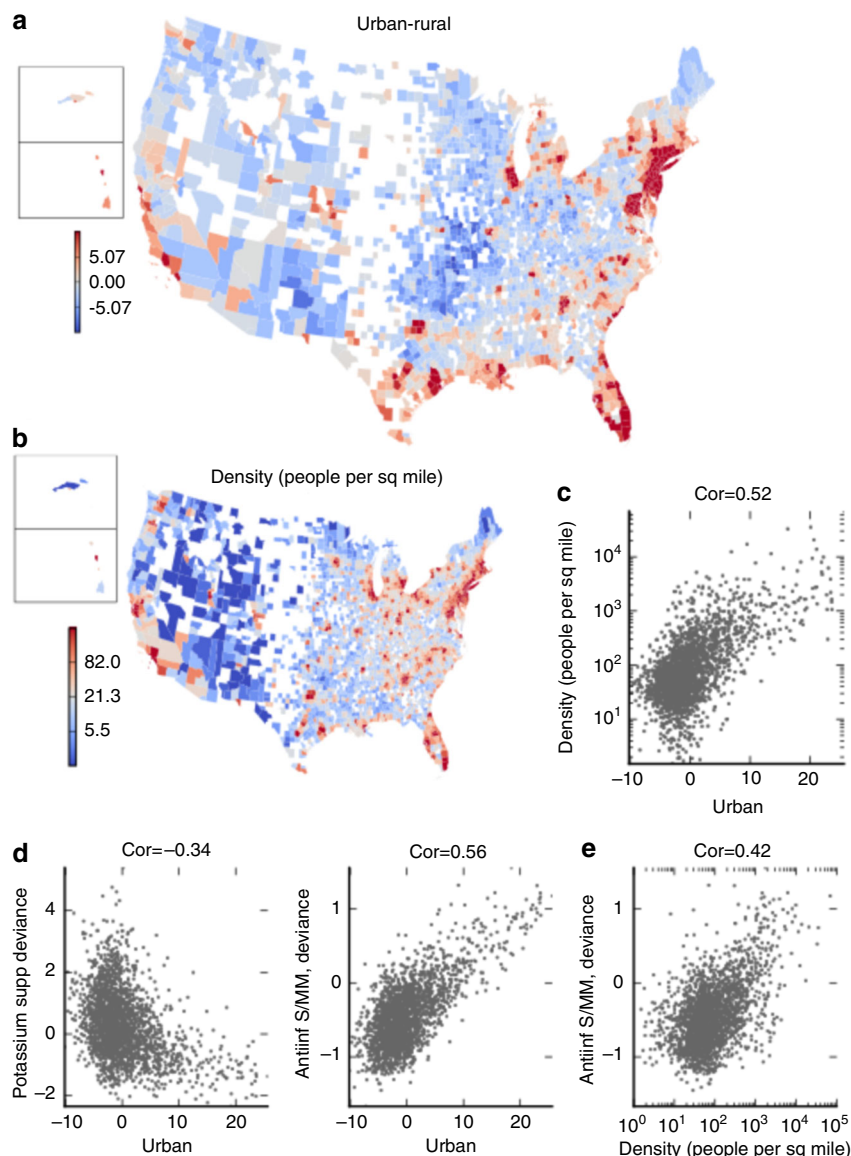 a
Urban-rural
5.07
0.00
-5.07
b
Density (people per sq mile)
82.0
21.3
5.5
c
Cor=0.52
Density (people per sq mile)
10⁴
10³
10²
10¹
−10 0 10 20
Urban
d
Cor=−0.34
Potassium supp deviance
4
2
0
−2
−10 0 10 20
Urban
Cor=0.56
Antiinf S/MM, deviance
1
0
−1
−10 0 10 20
Urban
e
Cor=0.42
Antiinf S/MM, deviance
1
0
−1
10⁰ 10¹ 10² 10³ 10⁴ 10⁵
Density (people per sq mile)